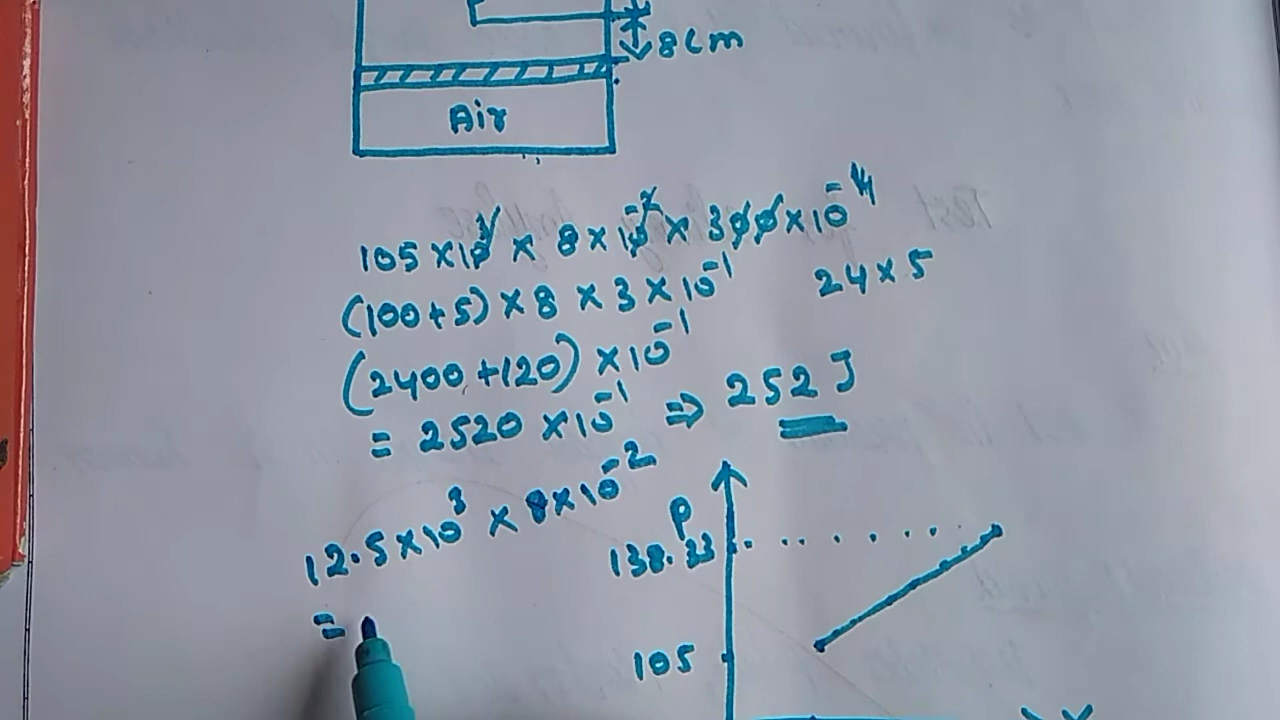 8cm
Air
105×10³ × 8×10⁻² × 300×10⁻⁴
(100+5)×8×3×10⁻¹ 24×5
(2400+120)×10⁻¹
= 2520×10⁻¹ ⇒ 252J
12.5×10³ × 8×10⁻²
=
P
138.33
105